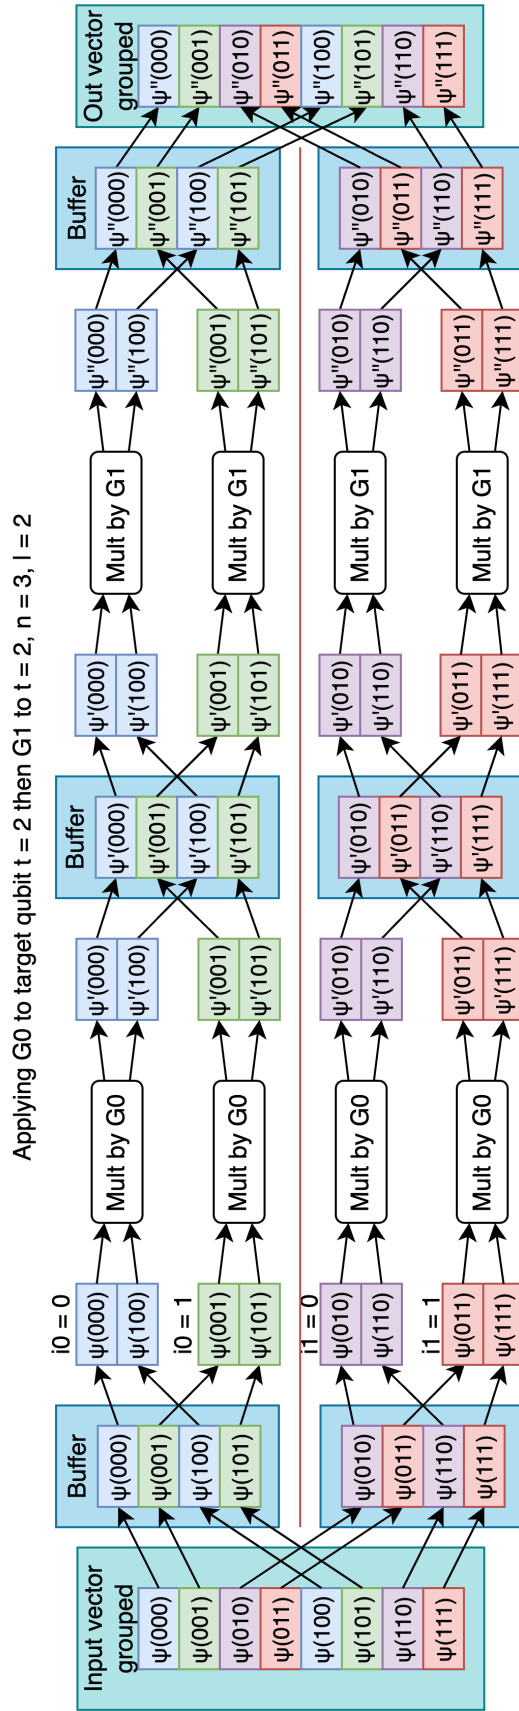 Applying G0 to target qubit t = 2 then G1 to t = 2, n = 3, l = 2
Input vector
grouped
ψ(000)
ψ(001)
ψ(010)
ψ(011)
ψ(100)
ψ(101)
ψ(110)
ψ(111)
Buffer
ψ(000)
ψ(001)
ψ(100)
ψ(101)
ψ(010)
ψ(011)
ψ(110)
ψ(111)
i0 = 0
ψ(000)
ψ(100)
i0 = 1
ψ(001)
ψ(101)
i1 = 0
ψ(010)
ψ(110)
i1 = 1
ψ(011)
ψ(111)
Mult by G0
Mult by G0
Mult by G0
Mult by G0
ψ'(000)
ψ'(100)
ψ'(001)
ψ'(101)
ψ'(010)
ψ'(110)
ψ'(011)
ψ'(111)
Buffer
ψ'(000)
ψ'(001)
ψ'(100)
ψ'(101)
ψ'(010)
ψ'(011)
ψ'(110)
ψ'(111)
ψ'(000)
ψ'(100)
ψ'(001)
ψ'(101)
ψ'(010)
ψ'(110)
ψ'(011)
ψ'(111)
Mult by G1
Mult by G1
Mult by G1
Mult by G1
ψ"(000)
ψ"(100)
ψ"(001)
ψ"(101)
ψ"(010)
ψ"(110)
ψ"(011)
ψ"(111)
Buffer
ψ"(000)
ψ"(001)
ψ"(100)
ψ"(101)
ψ"(010)
ψ"(011)
ψ"(110)
ψ"(111)
Out vector
grouped
ψ"(000)
ψ"(001)
ψ"(010)
ψ"(011)
ψ"(100)
ψ"(101)
ψ"(110)
ψ"(111)